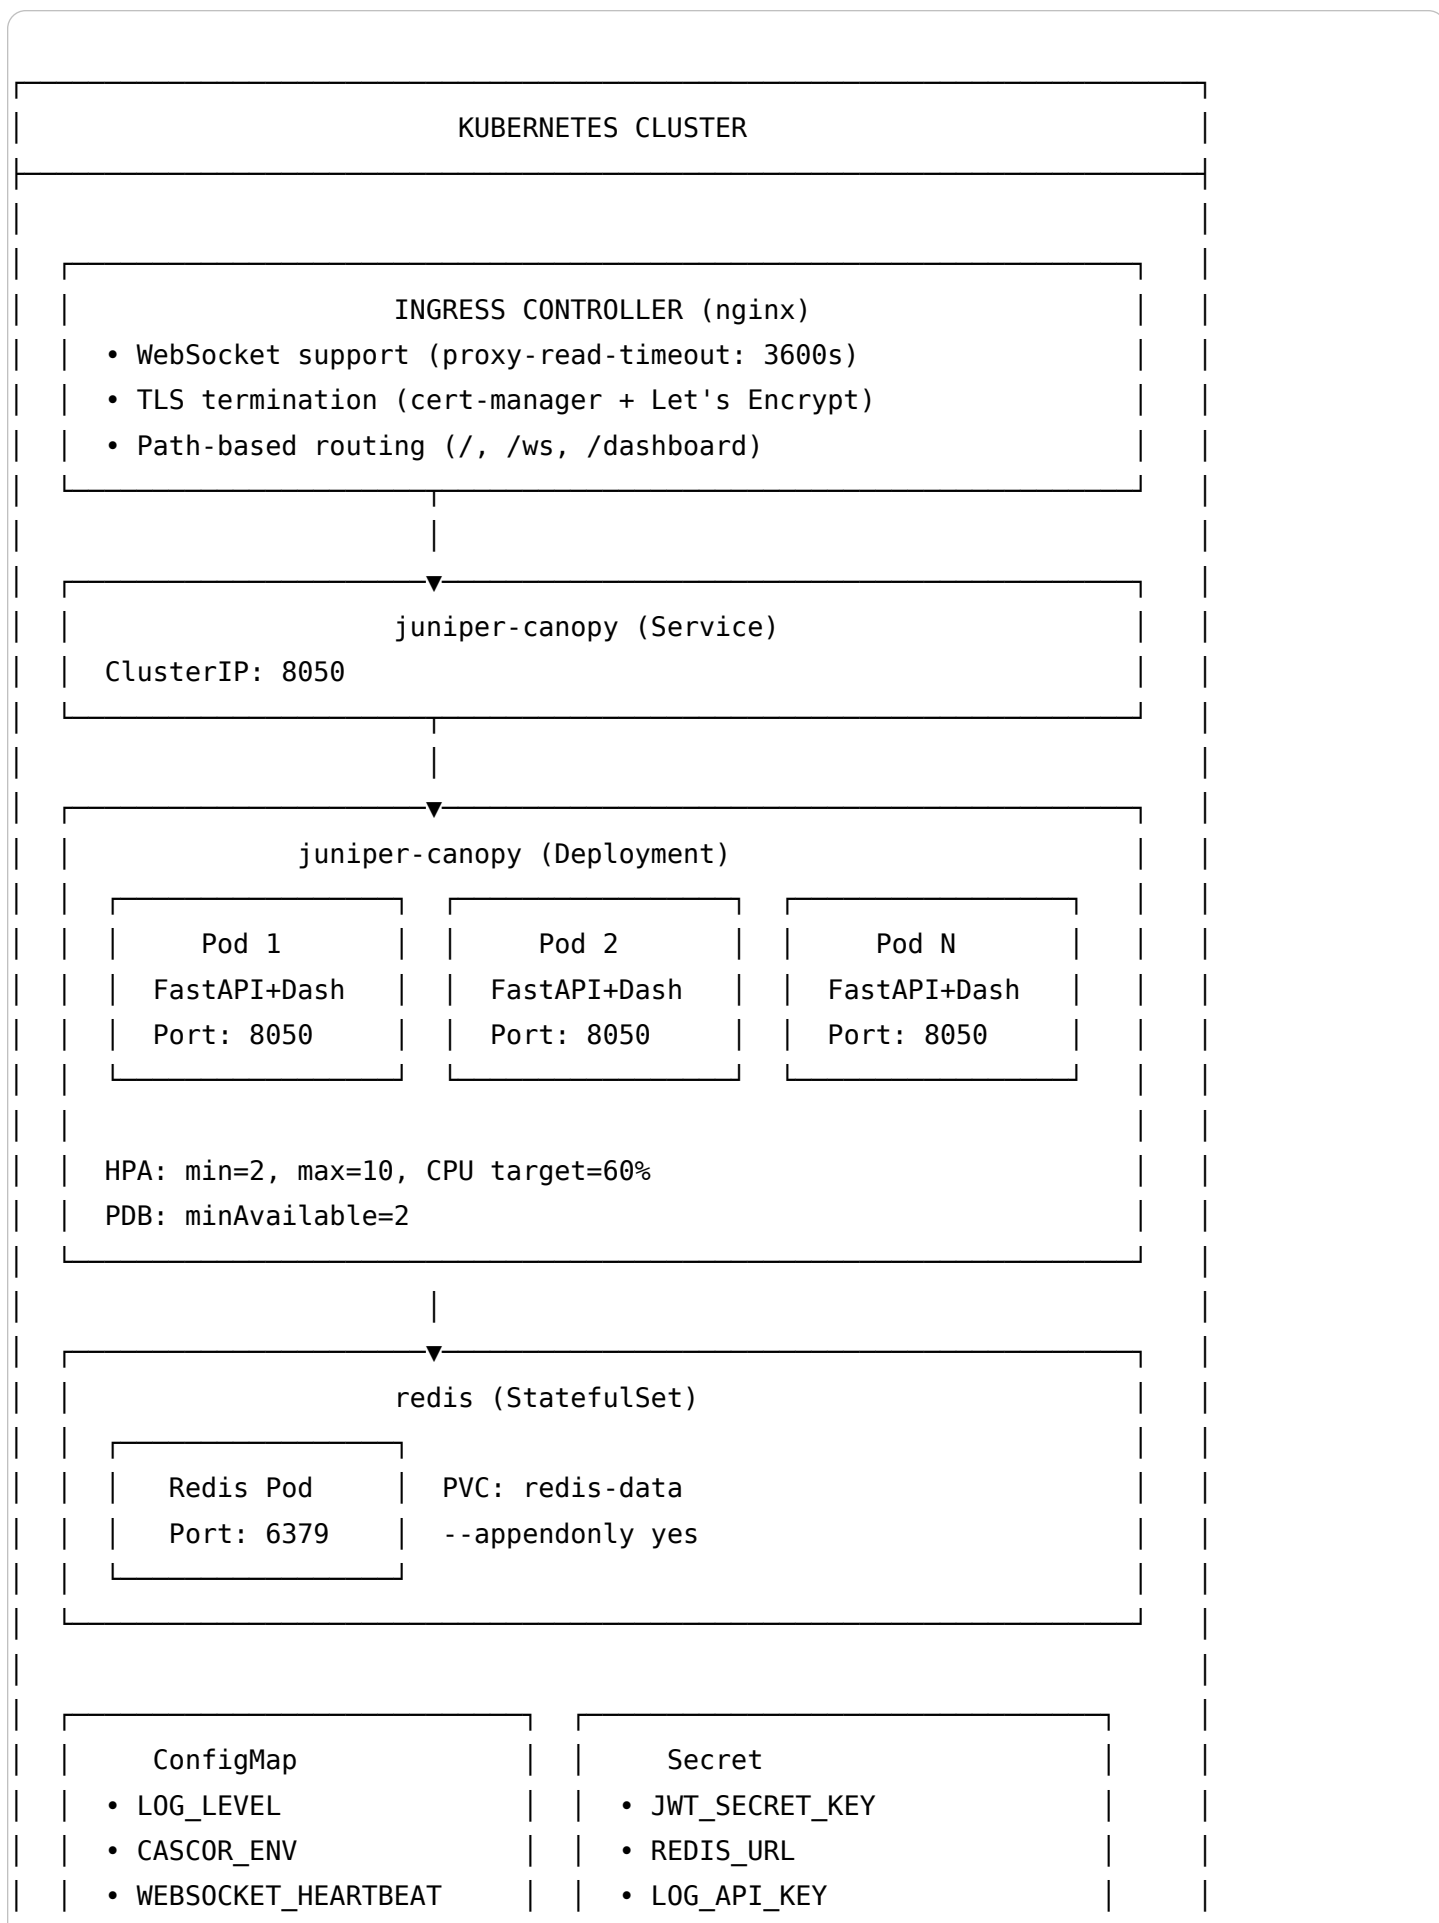 KUBERNETES CLUSTER
INGRESS CONTROLLER (nginx)
• WebSocket support (proxy-read-timeout: 3600s)
• TLS termination (cert-manager + Let's Encrypt)
• Path-based routing (/, /ws, /dashboard)
juniper-canopy (Service)
ClusterIP: 8050
juniper-canopy (Deployment)
Pod 1 Pod 2 Pod N
FastAPI+Dash FastAPI+Dash FastAPI+Dash
Port: 8050 Port: 8050 Port: 8050
HPA: min=2, max=10, CPU target=60%
PDB: minAvailable=2
redis (StatefulSet)
Redis Pod PVC: redis-data
Port: 6379 --appendonly yes
ConfigMap Secret
• LOG_LEVEL • JWT_SECRET_KEY
• CASCOR_ENV • REDIS_URL
• WEBSOCKET_HEARTBEAT • LOG_API_KEY